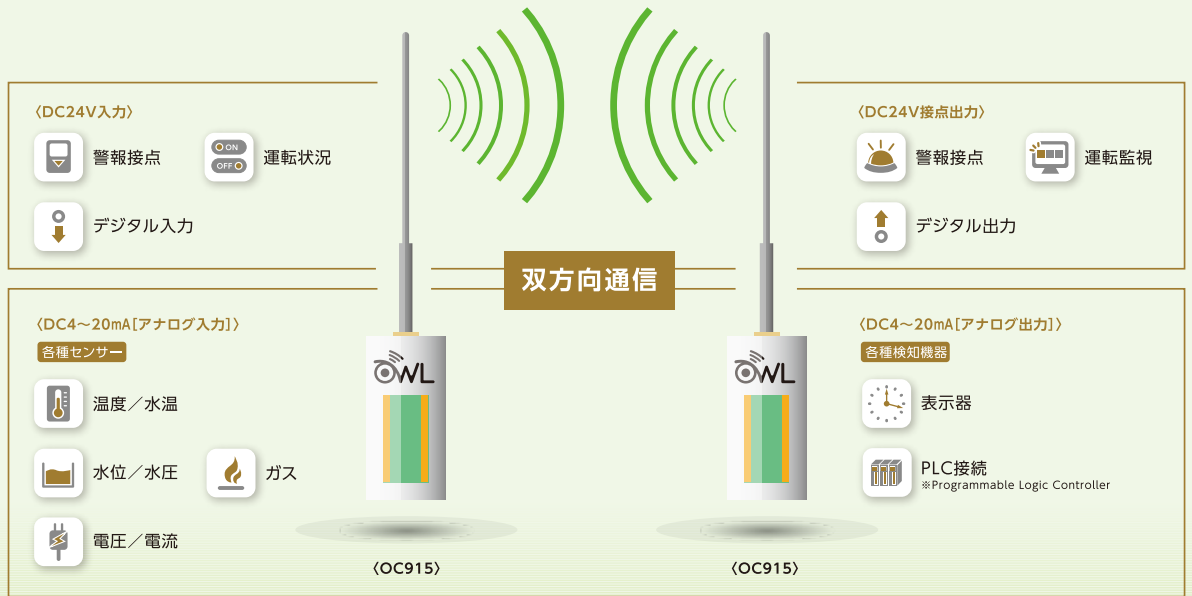 〈DC24V入力〉
警報接点
ON
OFF
運転状況
デジタル入力
〈DC4～20mA[アナログ入力]〉
各種センサー
温度／水温
水位／水圧
ガス
電圧／電流
双方向通信
OWL
〈OC915〉
OWL
〈OC915〉
〈DC24V接点出力〉
警報接点
運転監視
デジタル出力
〈DC4～20mA[アナログ出力]〉
各種検知機器
表示器
PLC接続
※Programmable Logic Controller